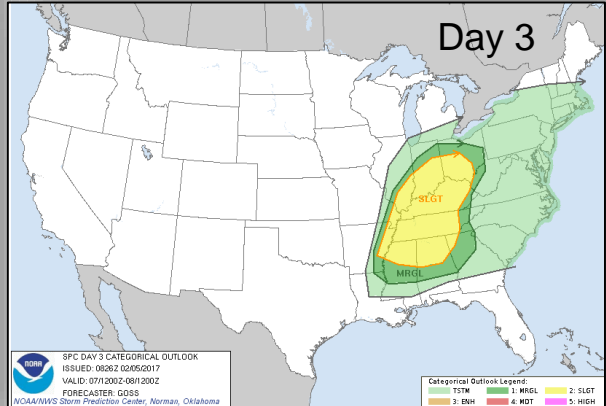 Day 3
SLGT
MRGL
NOAA
SPC DAY 3 CATEGORICAL OUTLOOK
ISSUED: 0826Z 02/05/2017
VALID: 07/1200Z-08/1200Z
FORECASTER: GOSS
NOAA/NWS Storm Prediction Center, Norman, Oklahoma
Categorical Outlook Legend:
TSTM 1: MRGL 2: SLGT
3: ENH 4: MDT 5: HIGH